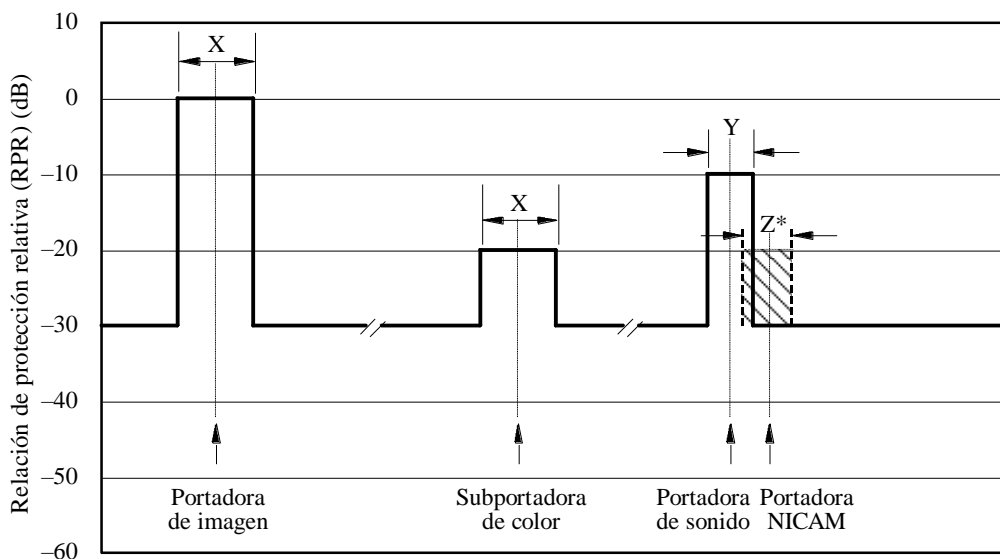 Relación de protección relativa (RPR) (dB)
10
0
–10
–20
–30
–40
–50
–60
X
X
Y
Z*
Portadora
de imagen
Subportadora
de color
Portadora
de sonido
Portadora
NICAM